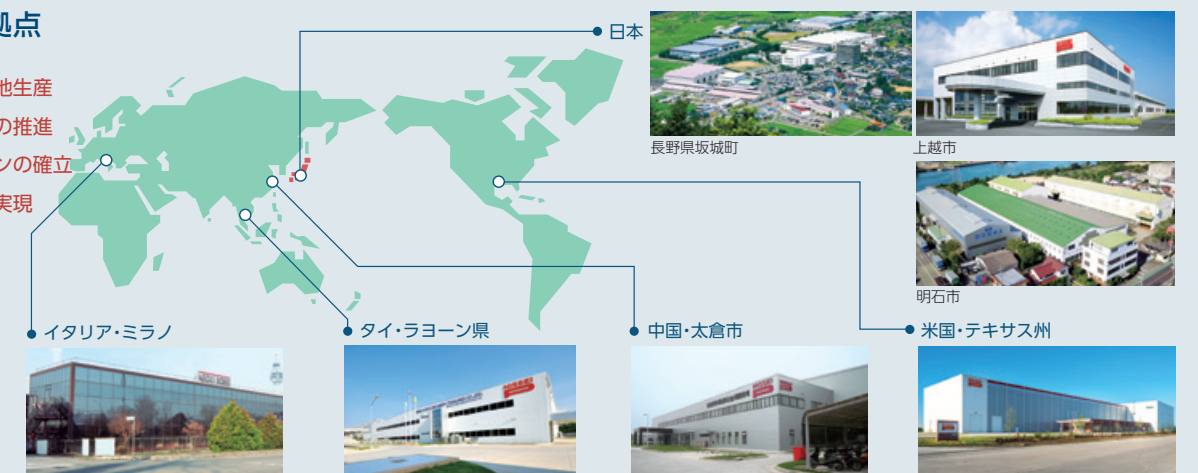 拠点
地生産
の推進
ンの確立
実現
日本
長野県坂城町
上越市
明石市
イタリア・ミラノ
タイ・ラヨーン県
中国・太倉市
米国・テキサス州